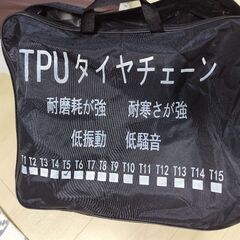 TPUタイヤチェーン
耐磨耗が強 耐寒さが強
低振動 低騒音
T1 T2 T3 T4 T5 T6 T7 T8 T9 T10 T11 T12 T13 T14 T15